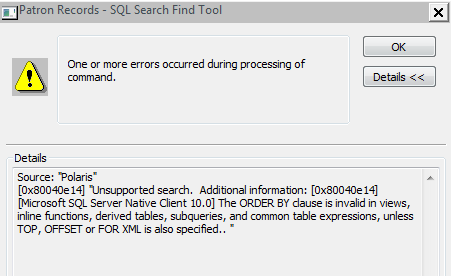 Patron Records - SQL Search Find Tool
One or more errors occurred during processing of
command.
OK
Details <<
Details
Source: "Polaris"
[0x80040e14] "Unsupported search.  Additional information: [0x80040e14]
[Microsoft SQL Server Native Client 10.0] The ORDER BY clause is invalid in views,
inline functions, derived tables, subqueries, and common table expressions, unless
TOP, OFFSET or FOR XML is also specified.. "